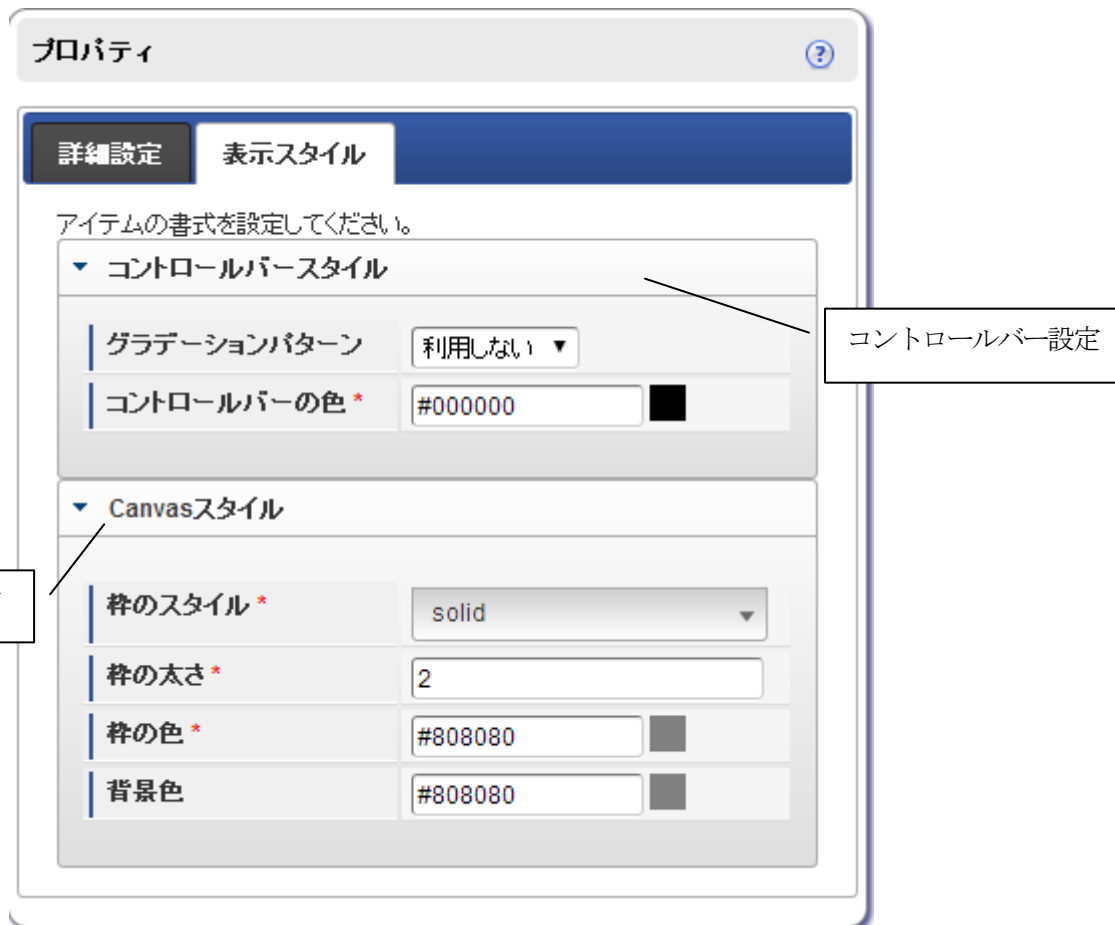 プロパティ
詳細設定 表示スタイル
アイテムの書式を設定してください。
コントロールバースタイル
グラデーションパターン 利用しない
コントロールバーの色* #000000
コントロールバー設定
Canvasスタイル
枠のスタイル* solid
枠の太さ* 2
枠の色* #808080
背景色 #808080